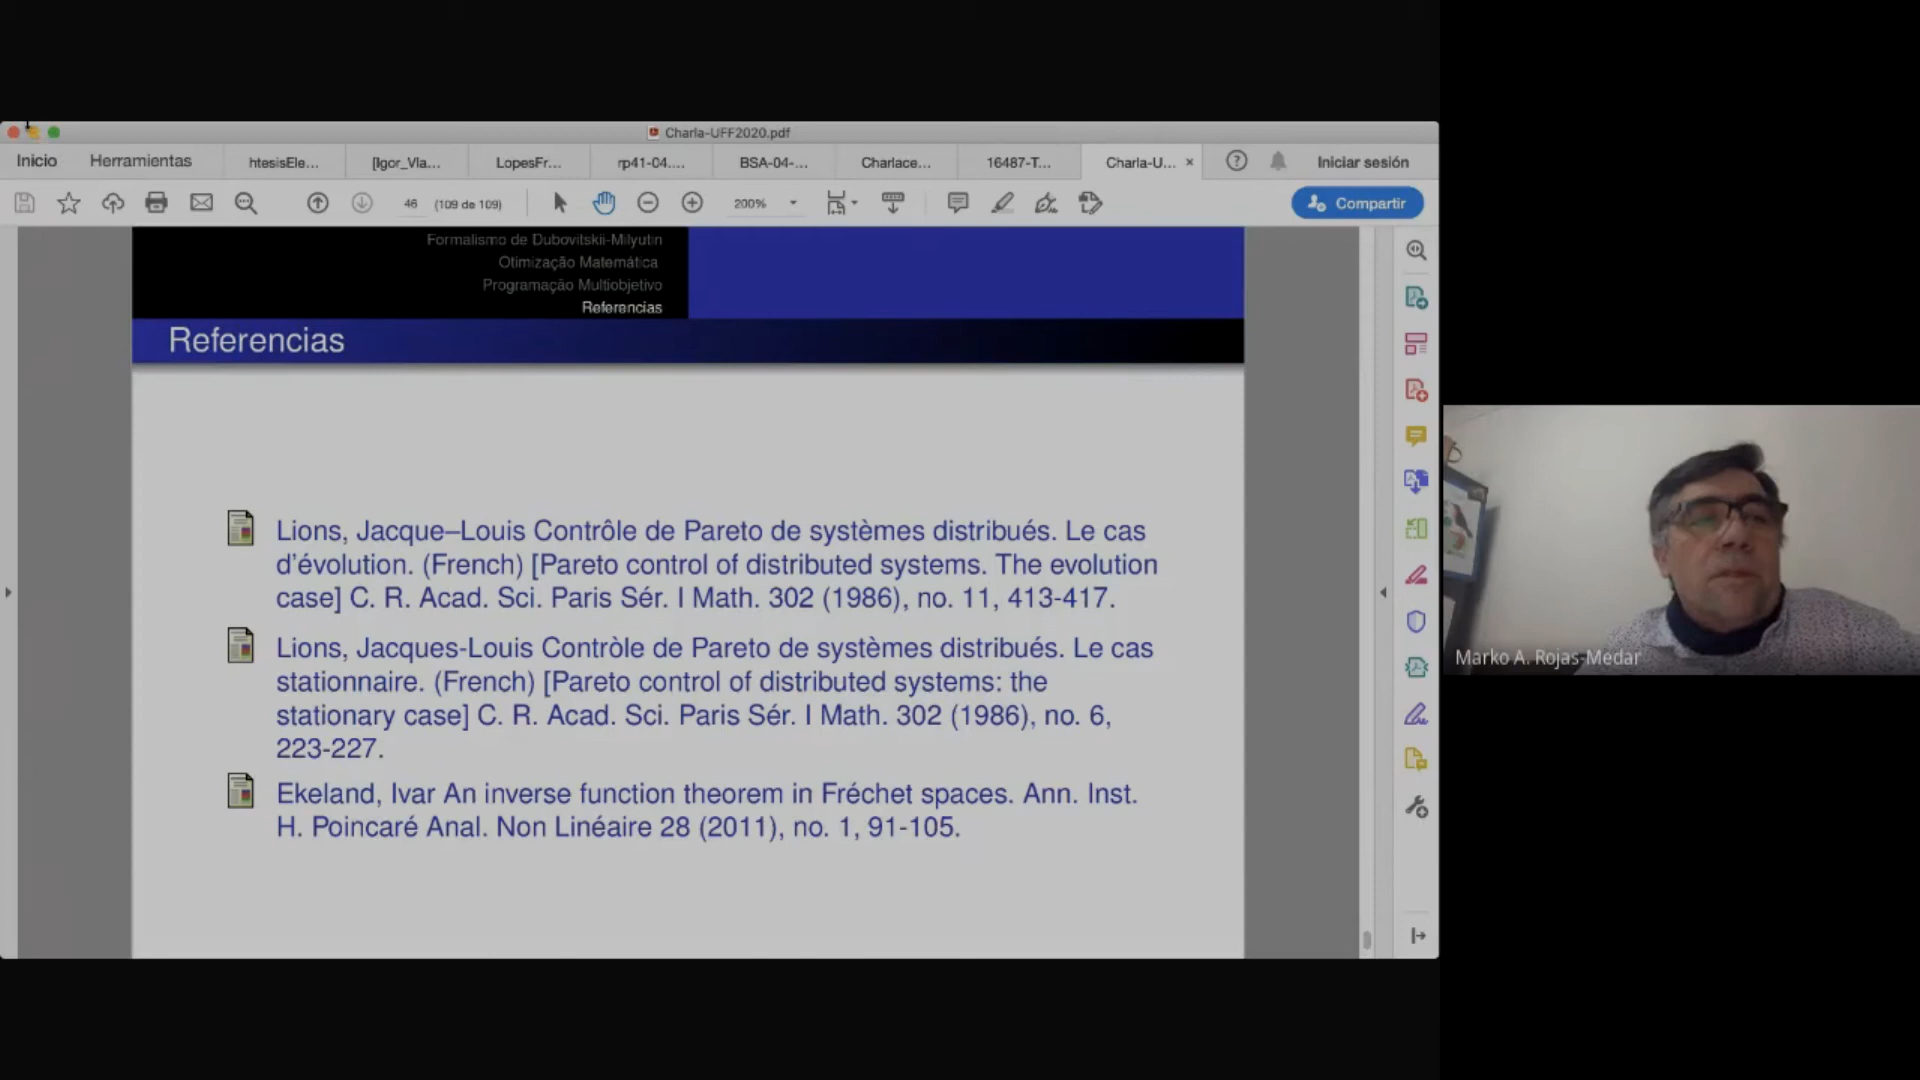 Charla-UFF2020.pdf
Inicio Herramientas htesisEle... [Igor_Vla... LopesFr... rp41-04.... BSA-04-... Charlace... 16487-T... Charla-U... × Iniciar sesión
46 (109 de 109) 200% Compartir
Formalismo de Dubovitskii-Milyutin
Otimização Matemática
Programação Multiobjetivo
Referencias
Referencias
Lions, Jacque–Louis Contrôle de Pareto de systèmes distribués. Le cas
d'évolution. (French) [Pareto control of distributed systems. The evolution
case] C. R. Acad. Sci. Paris Sér. I Math. 302 (1986), no. 11, 413-417.
Lions, Jacques-Louis Contròle de Pareto de systèmes distribués. Le cas
stationnaire. (French) [Pareto control of distributed systems: the
stationary case] C. R. Acad. Sci. Paris Sér. I Math. 302 (1986), no. 6,
223-227.
Ekeland, Ivar An inverse function theorem in Fréchet spaces. Ann. Inst.
H. Poincaré Anal. Non Linéaire 28 (2011), no. 1, 91-105.
Marko A. Rojas-Medar